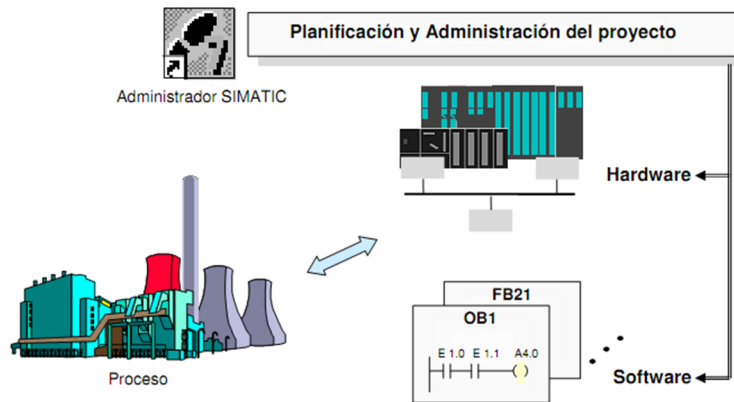 Planificación y Administración del proyecto
Administrador SIMATIC
Hardware
Proceso
FB21
OB1
E 1.0 E 1.1 A4.0
Software